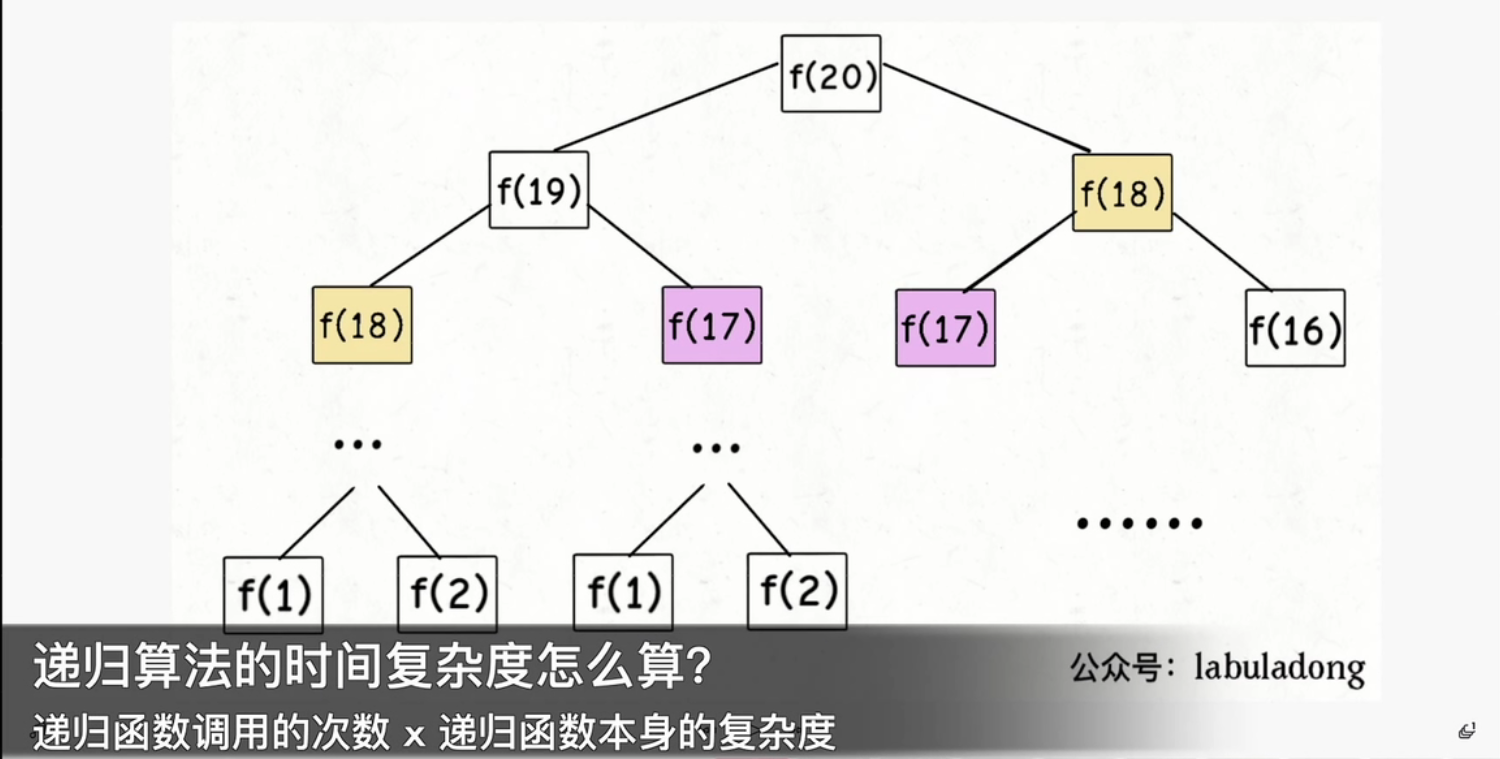 f(20)
f(19)
f(18)
f(18)
f(17)
f(17)
f(16)
...
...
......
f(1)
f(2)
f(1)
f(2)
递归算法的时间复杂度怎么算?
公众号：labuladong
递归函数调用的次数 x 递归函数本身的复杂度
1